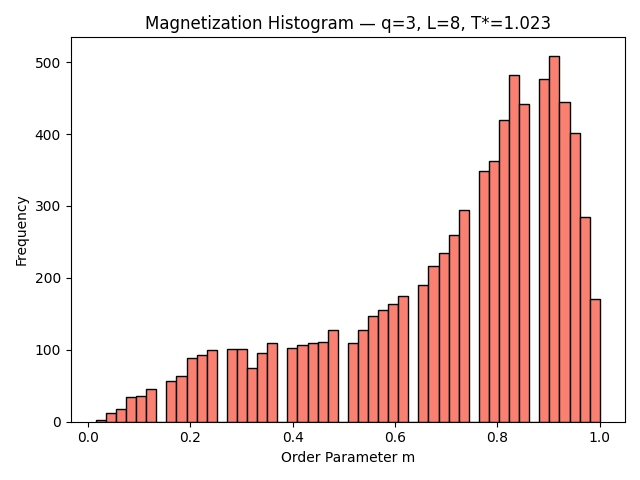 Magnetization Histogram — q=3, L=8, T*=1.023
Frequency
500
400
300
200
100
0
0.0 0.2 0.4 0.6 0.8 1.0
Order Parameter m